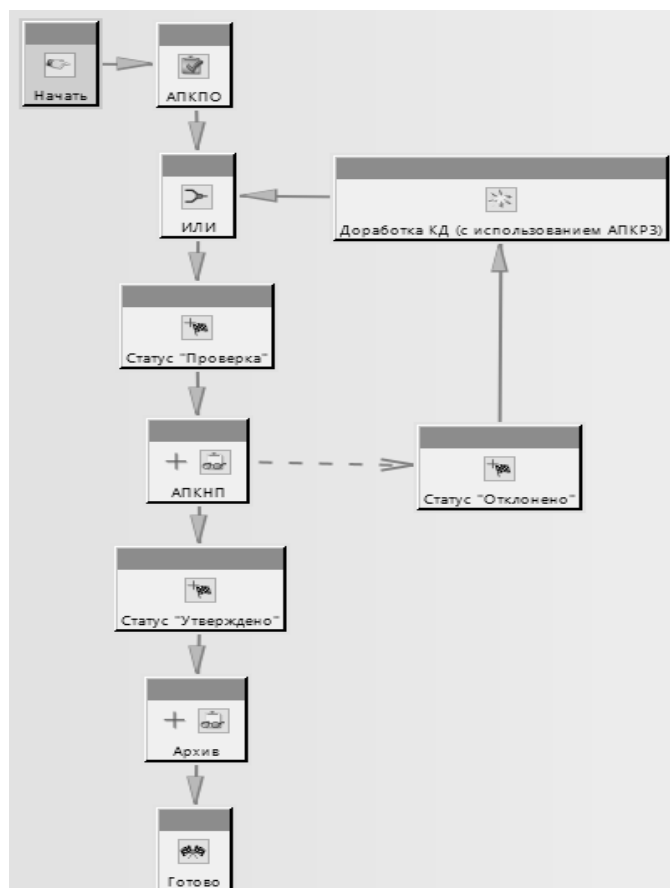 Начать
АПКПО
ИЛИ
Доработка КД (с использованием АПКРЗ)
Статус "Проверка"
АПКНП
Статус "Отклонено"
Статус "Утверждено"
Архив
Готово